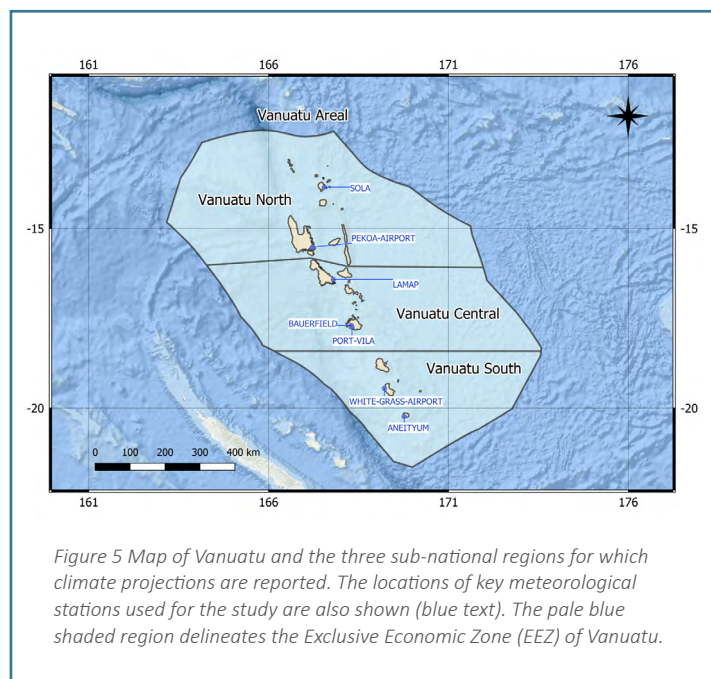 161
166
171
176
Vanuatu Areal
Vanuatu North
SOLA
-15
-15
PEKOA-AIRPORT
LAMAP
BAUERFIELD
Vanuatu Central
PORT-VILA
Vanuatu South
WHITE-GRASS-AIRPORT
-20
-20
ANEITYUM
0 100 200 300 400 km
161
166
171
176
Figure 5 Map of Vanuatu and the three sub-national regions for which
climate projections are reported. The locations of key meteorological
stations used for the study are also shown (blue text). The pale blue
shaded region delineates the Exclusive Economic Zone (EEZ) of Vanuatu.